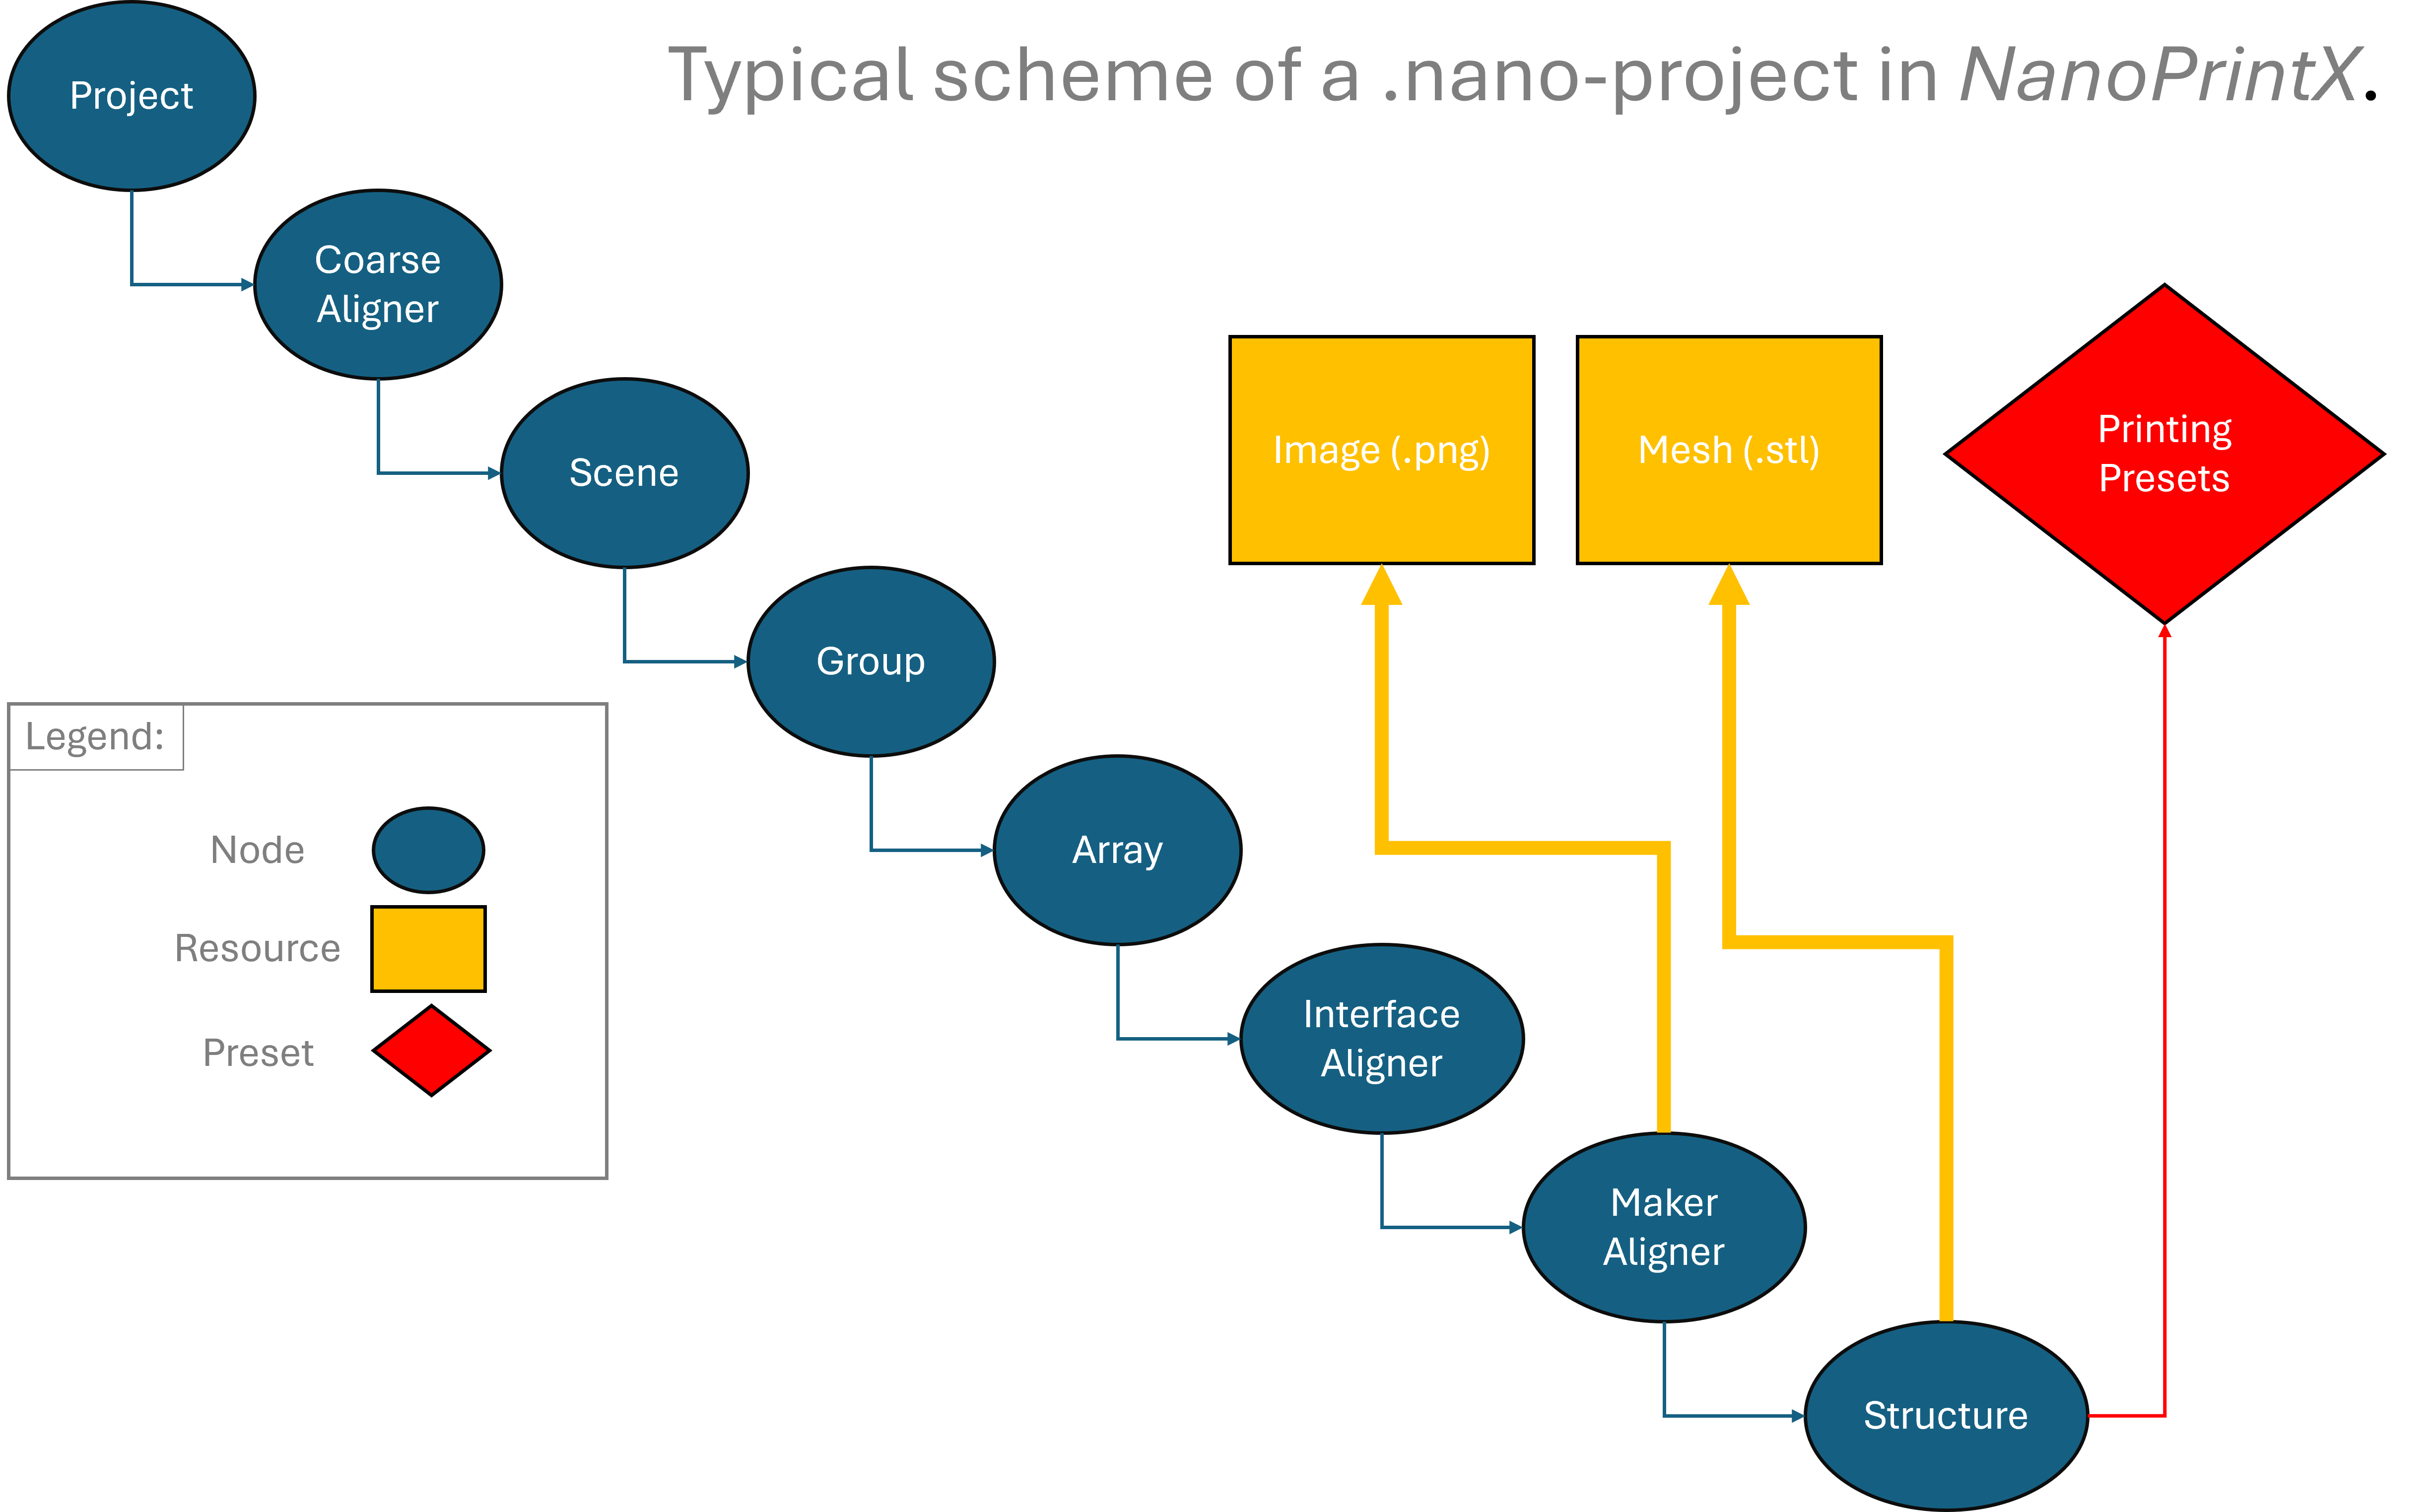 Typical scheme of a .nano-project in NanoPrintX.
Project
Coarse
Aligner
Scene
Group
Array
Interface
Aligner
Maker
Aligner
Structure
Image (.png)
Mesh (.stl)
Printing
Presets
Legend:
Node
Resource
Preset